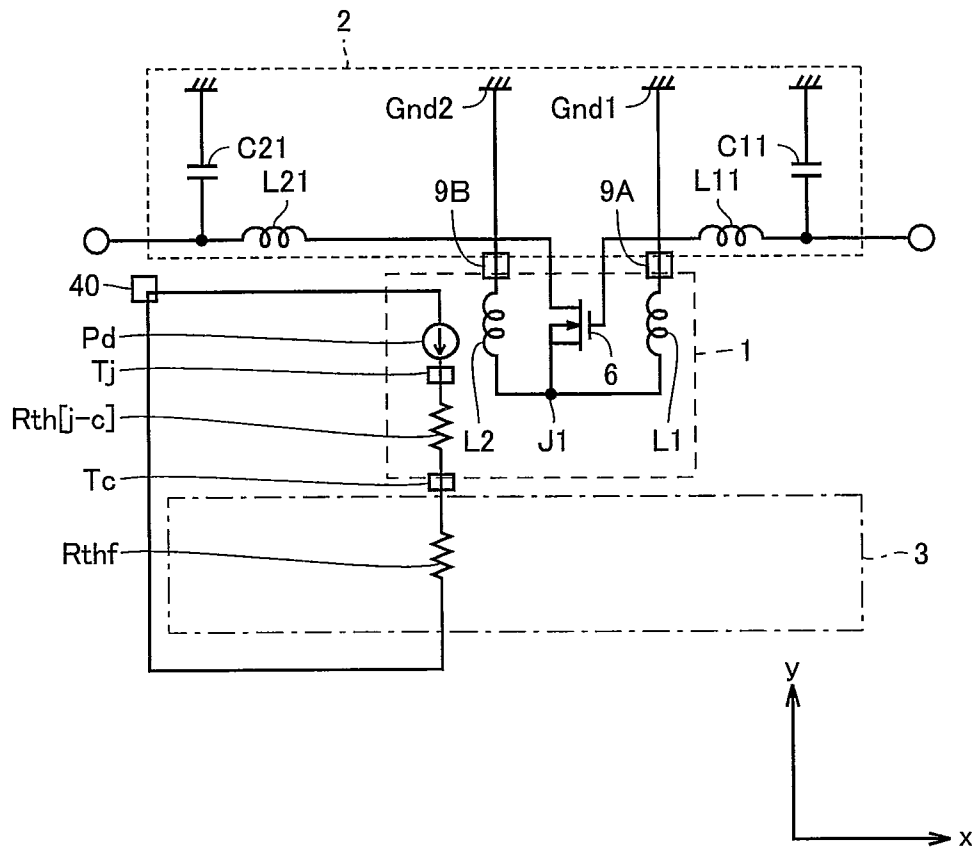 2
Gnd2
Gnd1
C21
C11
L21
L11
9B
9A
40
Pd
1
Tj
6
Rth[j-c]
L2
J1
L1
Tc
Rthf
3
y
x